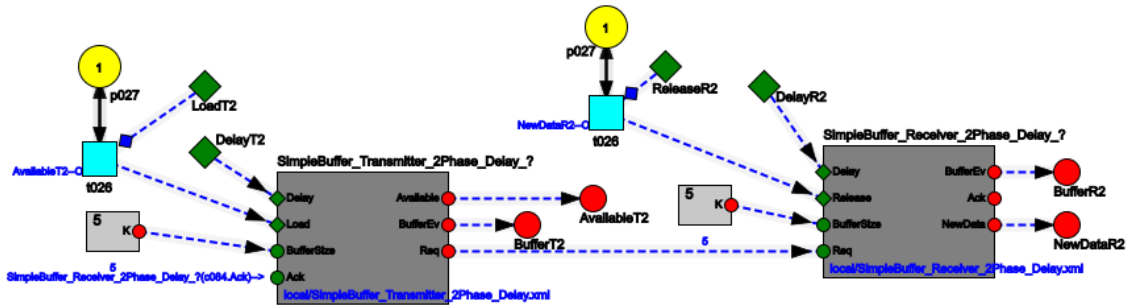 1
p027
LoadT2
AvailableT2--O
t026
DelayT2
SimpleBuffer_Transmitter_2Phase_Delay_?
Delay
Load
BufferSize
Ack
Available
BufferEv
Req
local/SimpleBuffer_Transmitter_2Phase_Delay.xml
5
K
5
SimpleBuffer_Receiver_2Phase_Delay_?(c084.Ack)-->
AvailableT2
BufferT2
5
1
p027
ReleaseR2
NewDataR2--O
t026
DelayR2
5
K
SimpleBuffer_Receiver_2Phase_Delay_?
Delay
Release
BufferSize
Req
BufferEv
Ack
NewData
local/SimpleBuffer_Receiver_2Phase_Delay.xml
BufferR2
NewDataR2